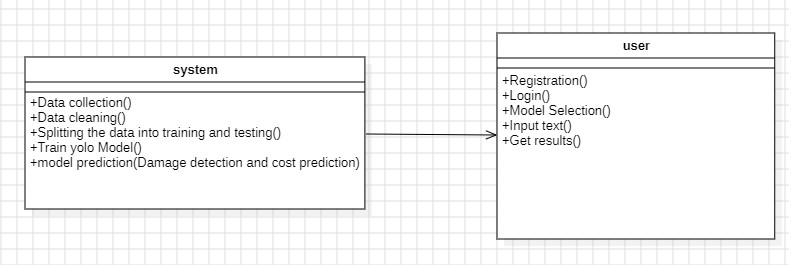 system
+Data collection()
+Data cleaning()
+Splitting the data into training and testing()
+Train yolo Model()
+model prediction(Damage detection and cost prediction)
user
+Registration()
+Login()
+Model Selection()
+Input text()
+Get results()